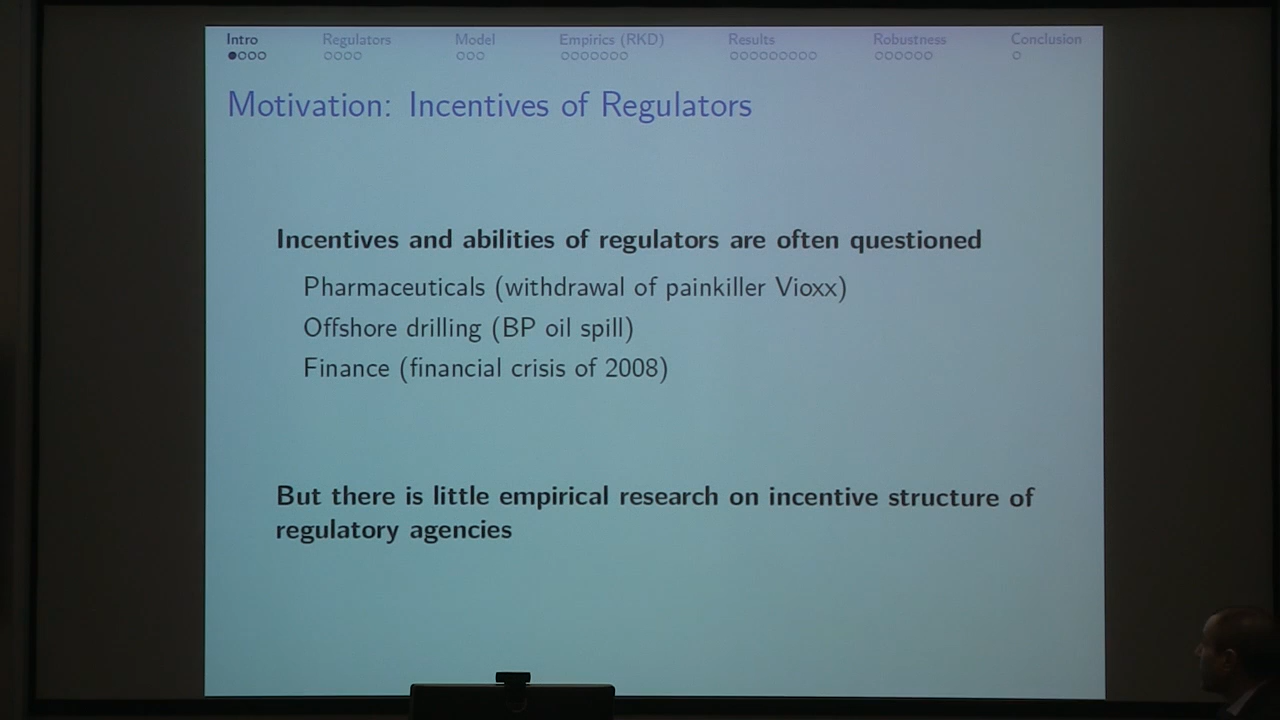 Intro Regulators Model Empirics (RKD) Results Robustness Conclusion
Motivation: Incentives of Regulators
Incentives and abilities of regulators are often questioned
Pharmaceuticals (withdrawal of painkiller Vioxx)
Offshore drilling (BP oil spill)
Finance (financial crisis of 2008)
But there is little empirical research on incentive structure of
regulatory agencies